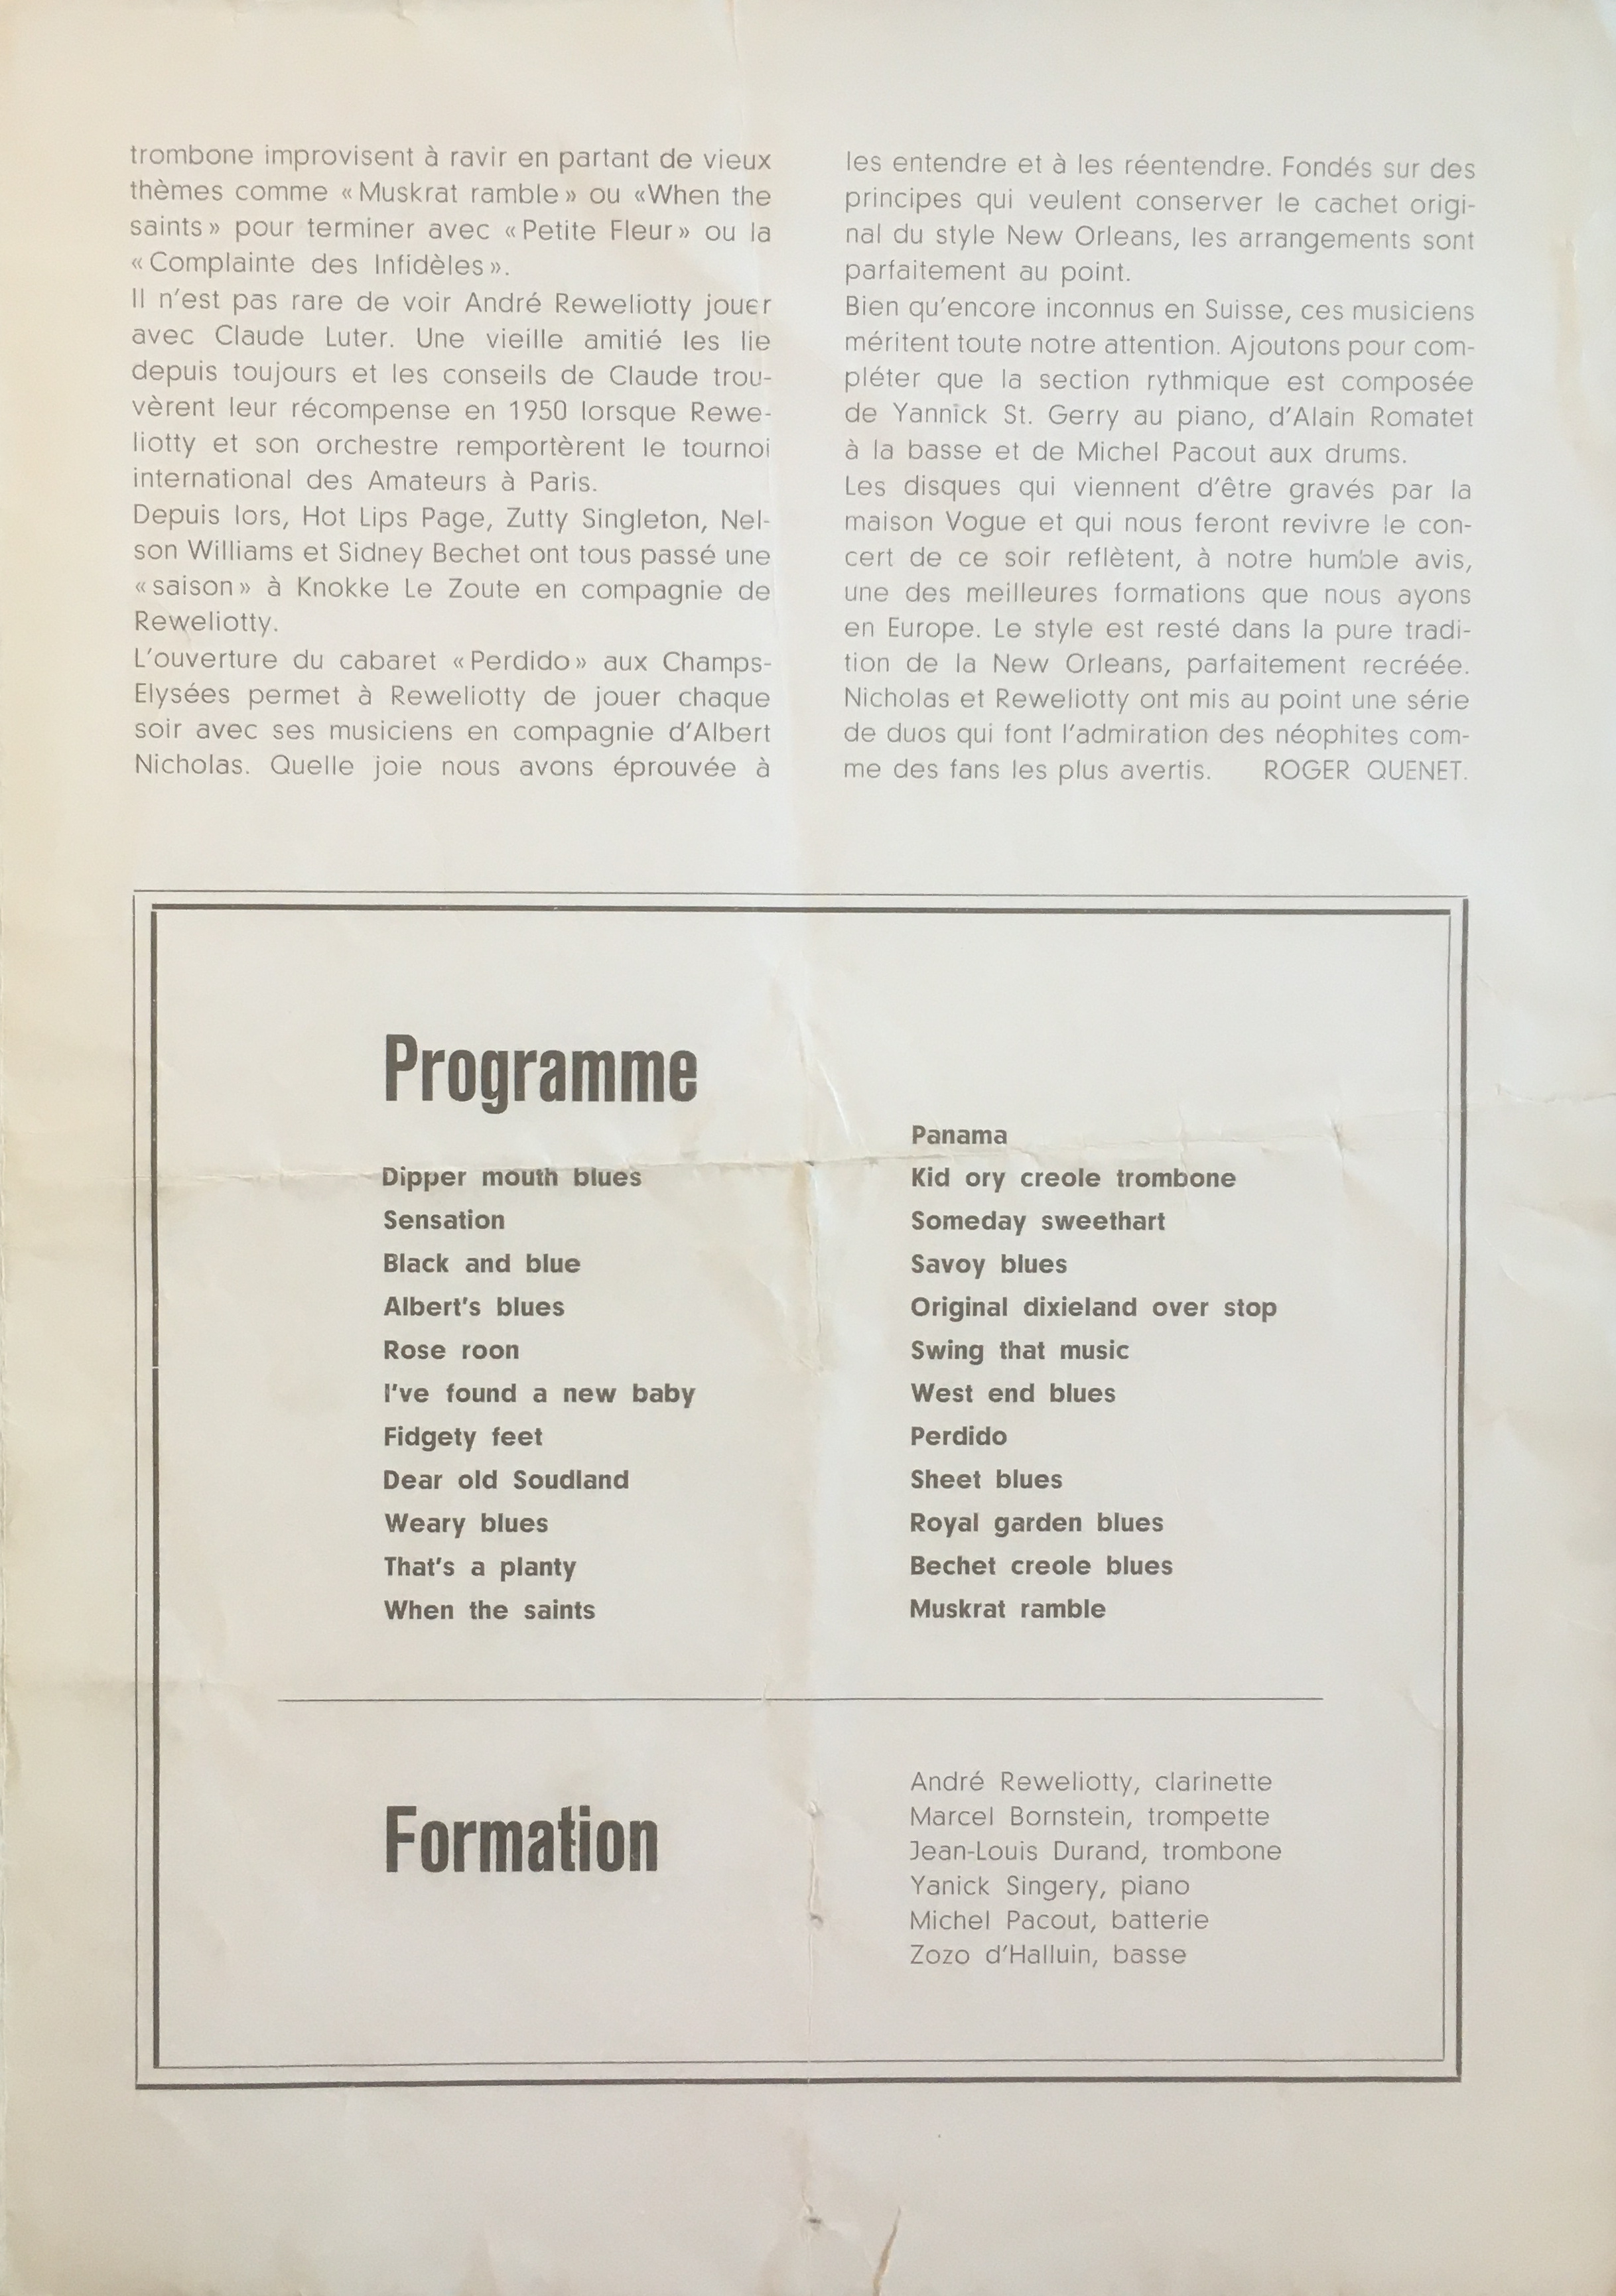 trombone improvisent à ravir en partant de vieux
thèmes comme « Muskrat ramble » ou «When the
saints » pour terminer avec « Petite Fleur » ou la
« Complainte des Infidèles ».
Il n'est pas rare de voir André Reweliotty jouer
avec Claude Luter. Une vieille amitié les lie
depuis toujours et les conseils de Claude trou-
vèrent leur récompense en 1950 lorsque Rewe-
liotty et son orchestre remportèrent le tournoi
international des Amateurs à Paris.
Depuis lors, Hot Lips Page, Zutty Singleton, Nel-
son Williams et Sidney Bechet ont tous passé une
« saison » à Knokke Le Zoute en compagnie de
Reweliotty.
L'ouverture du cabaret « Perdido » aux Champs-
Elysées permet à Reweliotty de jouer chaque
soir avec ses musiciens en compagnie d'Albert
Nicholas. Quelle joie nous avons éprouvée à
les entendre et à les réentendre. Fondés sur des
principes qui veulent conserver le cachet origi-
nal du style New Orleans, les arrangements sont
parfaitement au point.
Bien qu'encore inconnus en Suisse, ces musiciens
méritent toute notre attention. Ajoutons pour com-
pléter que la section rythmique est composée
de Yannick St. Gerry au piano, d'Alain Romatet
à la basse et de Michel Pacout aux drums.
Les disques qui viennent d'être gravés par la
maison Vogue et qui nous feront revivre le con-
cert de ce soir reflètent, à notre humble avis,
une des meilleures formations que nous ayons
en Europe. Le style est resté dans la pure tradi-
tion de la New Orleans, parfaitement recréée.
Nicholas et Reweliotty ont mis au point une série
de duos qui font l'admiration des néophites com-
me des fans les plus avertis. ROGER QUENET.
Programme
Dipper mouth blues
Sensation
Black and blue
Albert's blues
Rose roon
I've found a new baby
Fidgety feet
Dear old Soudland
Weary blues
That's a planty
When the saints
Panama
Kid ory creole trombone
Someday sweethart
Savoy blues
Original dixieland over stop
Swing that music
West end blues
Perdido
Sheet blues
Royal garden blues
Bechet creole blues
Muskrat ramble
Formation
André Reweliotty, clarinette
Marcel Bornstein, trompette
Jean-Louis Durand, trombone
Yanick Singery, piano
Michel Pacout, batterie
Zozo d'Halluin, basse